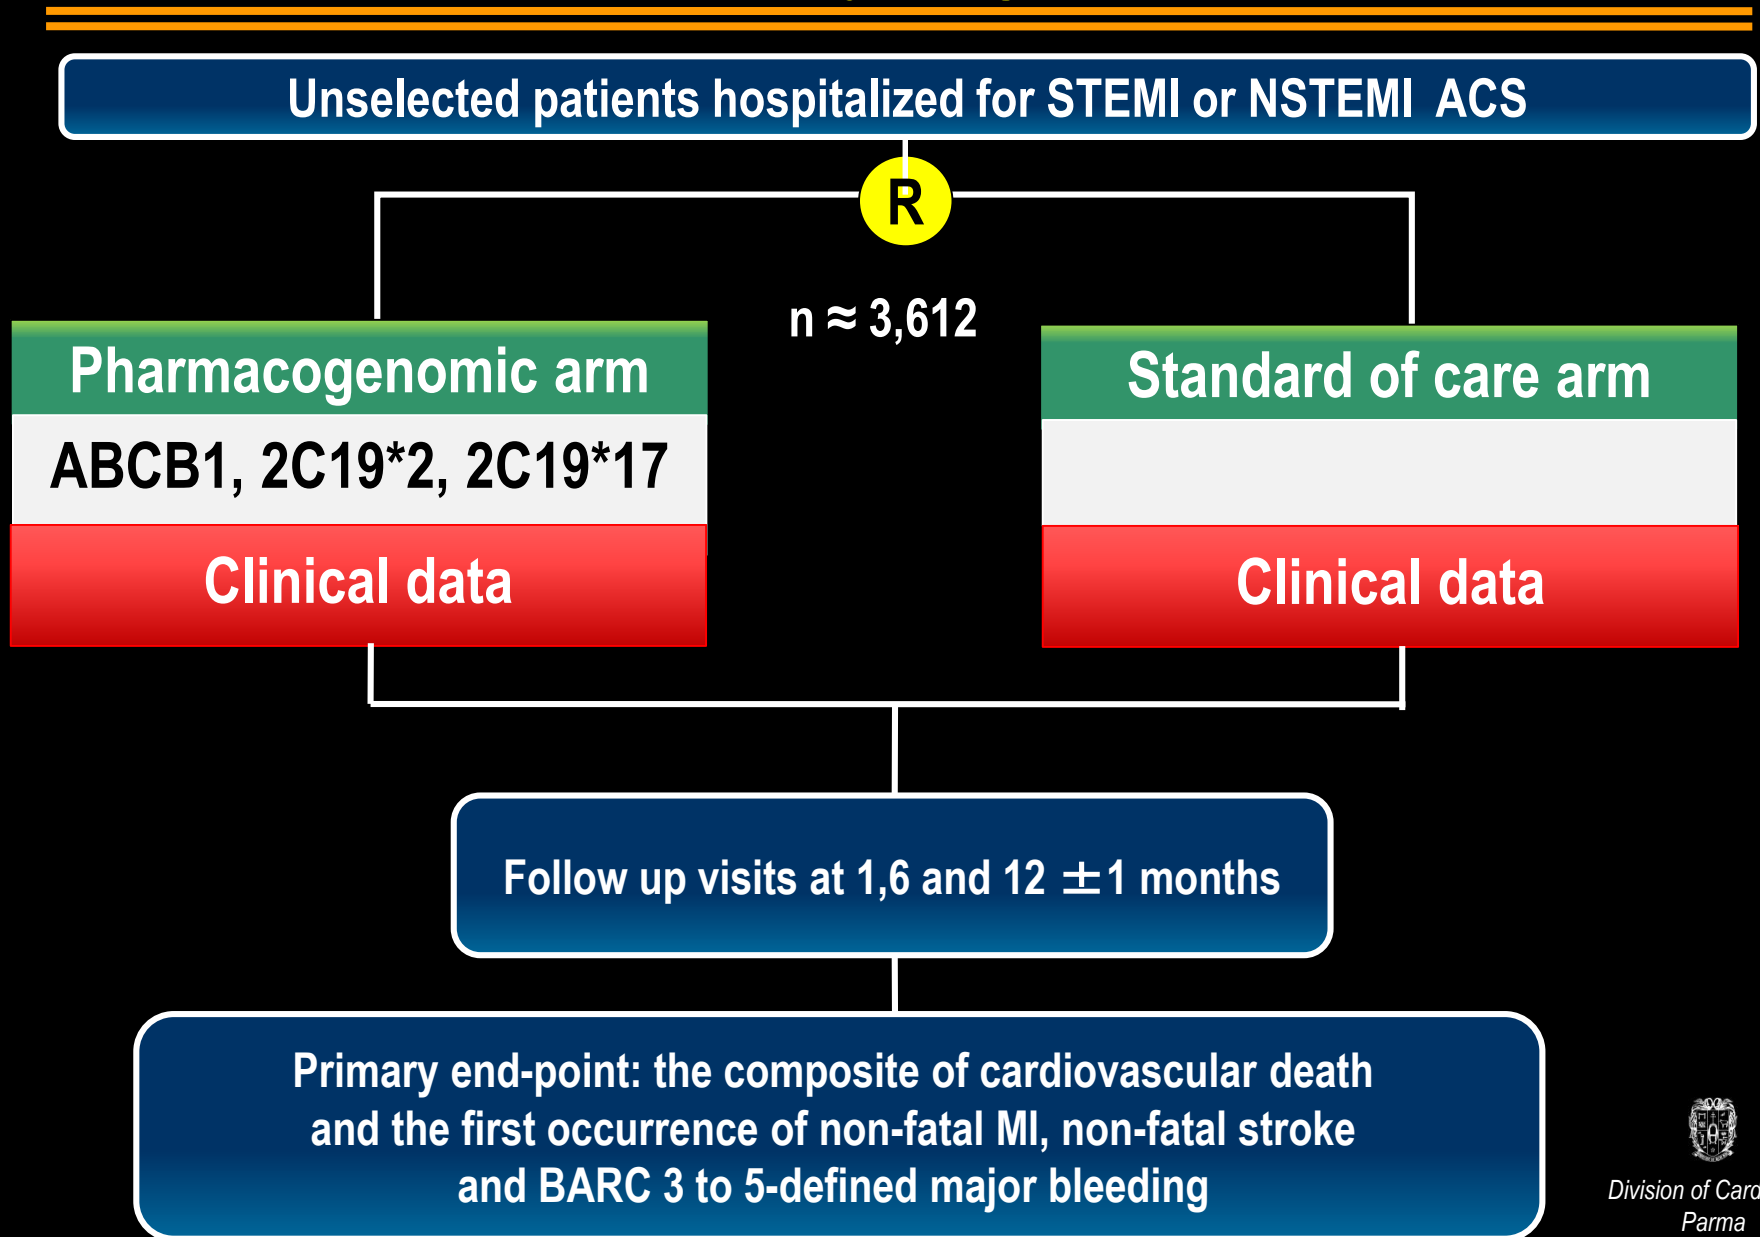 Unselected patients hospitalized for STEMI or NSTEMI ACS
R
n ≈ 3,612
Pharmacogenomic arm
ABCB1, 2C19*2, 2C19*17
Clinical data
Standard of care arm
Clinical data
Follow up visits at 1,6 and 12 ±1 months
Primary end-point: the composite of cardiovascular death
and the first occurrence of non-fatal MI, non-fatal stroke
and BARC 3 to 5-defined major bleeding
Division of Card
Parma